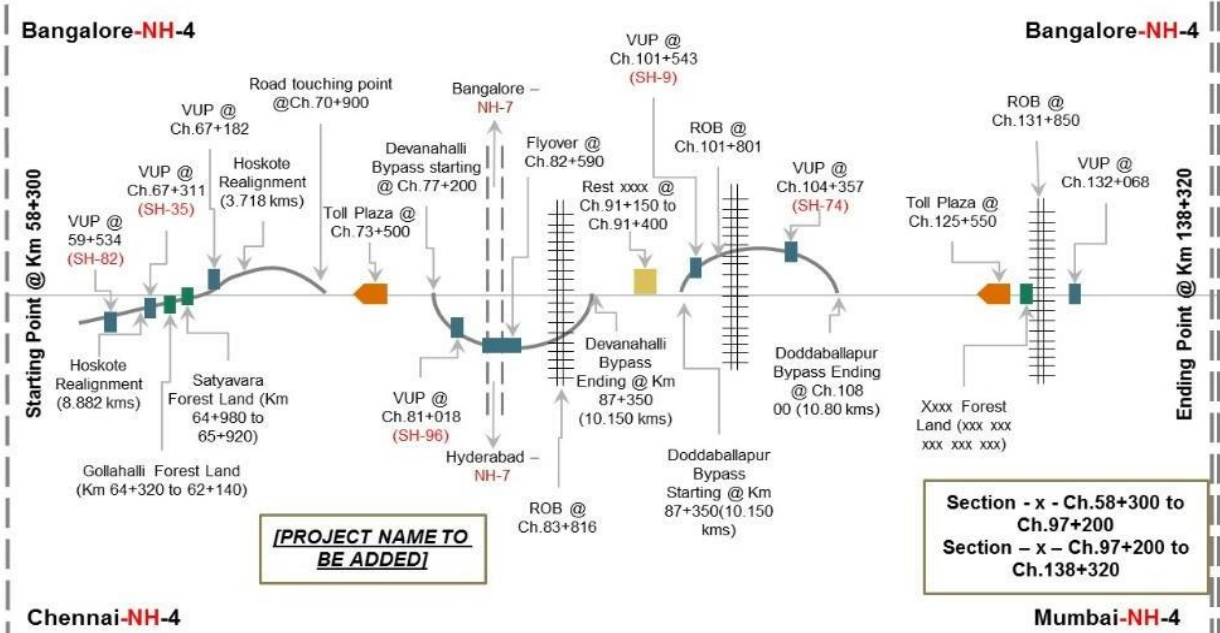 Bangalore-NH-4
Bangalore-NH-4
Starting Point @ Km 58+300
VUP @
59+534
(SH-82)
VUP @
Ch.67+311
(SH-35)
VUP @
Ch.67+182
Hoskote
Realignment
(3.718 kms)
Road touching point
@Ch.70+900
Toll Plaza @
Ch.73+500
Devanahalli
Bypass starting
@ Ch.77+200
Bangalore –
NH-7
Flyover @
Ch.82+590
Rest xxxx @
Ch.91+150 to
Ch.91+400
VUP @
Ch.101+543
(SH-9)
ROB @
Ch.101+801
VUP @
Ch.104+357
(SH-74)
Toll Plaza @
Ch.125+550
ROB @
Ch.131+850
VUP @
Ch.132+068
Ending Point @ Km 138+320
Hoskote
Realignment
(8.882 kms)
Satyavara
Forest Land (Km
64+980 to
65+920)
Gollahalli Forest Land
(Km 64+320 to 62+140)
VUP @
Ch.81+018
(SH-96)
Hyderabad –
NH-7
ROB @
Ch.83+816
Devanahalli
Bypass
Ending @ Km
87+350
(10.150 kms)
Doddaballapur
Bypass
Starting @ Km
87+350(10.150
kms)
Doddaballapur
Bypass Ending
@ Ch.108
00 (10.80 kms)
Xxxx Forest
Land (xxx xxx
xxx xxx xxx)
[PROJECT NAME TO
BE ADDED]
Section - x - Ch.58+300 to
Ch.97+200
Section – x – Ch.97+200 to
Ch.138+320
Chennai-NH-4
Mumbai-NH-4